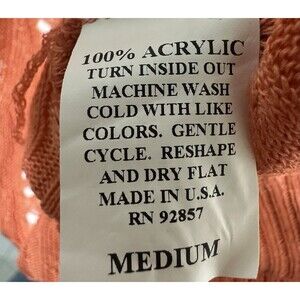 100% ACRYLIC
TURN INSIDE OUT
MACHINE WASH
COLD WITH LIKE
COLORS. GENTLE
CYCLE. RESHAPE
AND DRY FLAT
MADE IN U.S.A.
RN 92857
MEDIUM